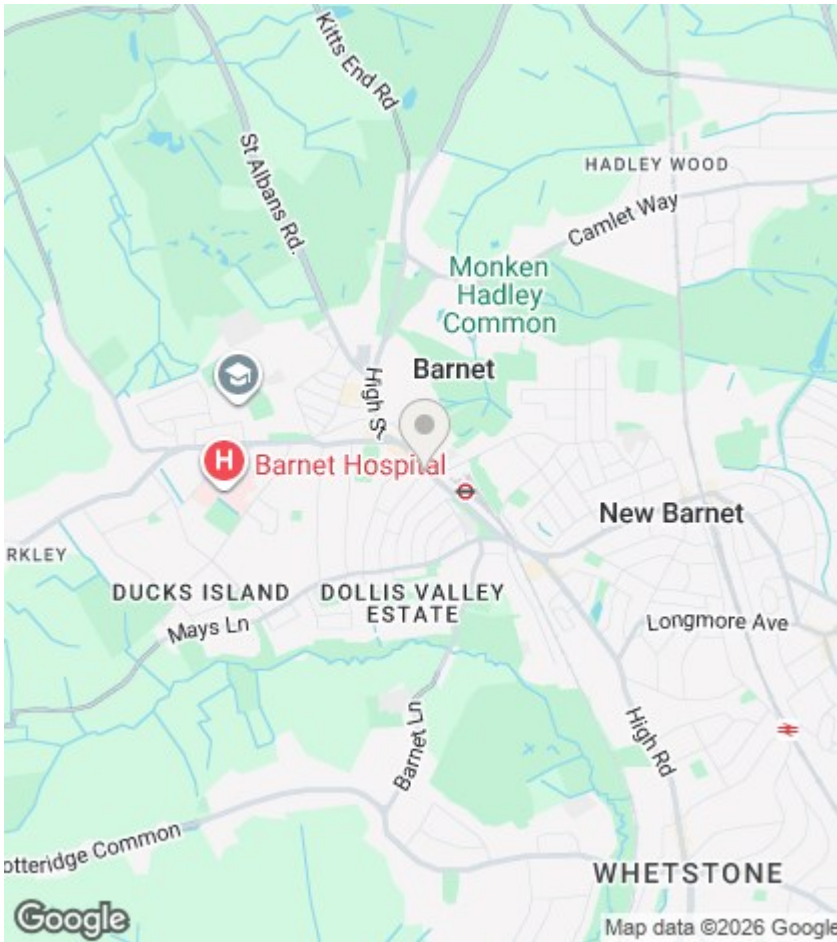 Kitts End Rd
St Albans Rd.
HADLEY WOOD
Camlet Way
Monken
Hadley
Common
Barnet
High St
H
Barnet Hospital
New Barnet
RKLEY
DUCKS ISLAND
DOLLIS VALLEY
ESTATE
Mays Ln
Longmore Ave
Barnet Ln
High Rd
otteridge Common
WHETSTONE
Google
Map data ©2026 Google